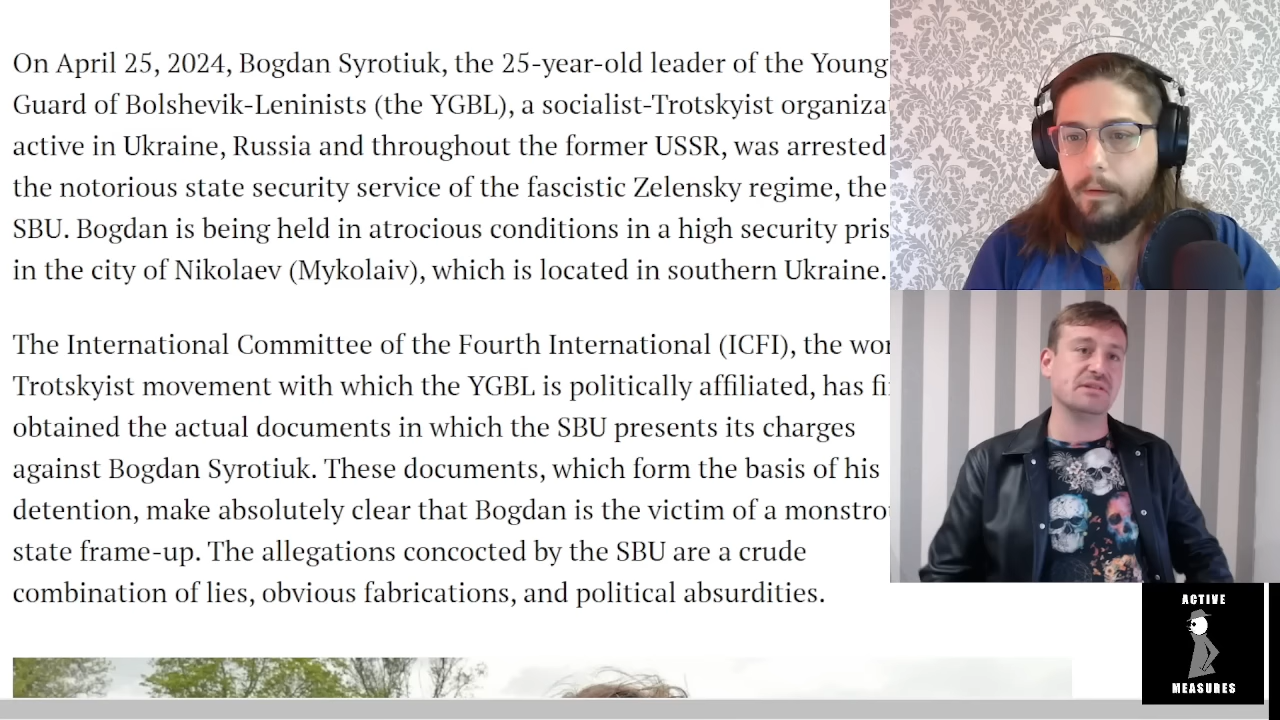 On April 25, 2024, Bogdan Syrotiuk, the 25-year-old leader of the Young
Guard of Bolshevik-Leninists (the YGBL), a socialist-Trotskyist
active in Ukraine, Russia and throughout the former USSR, was arrested
the notorious state security service of the fascistic Zelensky regime, the
SBU. Bogdan is being held in atrocious conditions in a high security
in the city of Nikolaev (Mykolaiv), which is located in southern Ukraine.
The International Committee of the Fourth International (ICFI), the
Trotskyist movement with which the YGBL is politically affiliated, has
obtained the actual documents in which the SBU presents its charges
against Bogdan Syrotiuk. These documents, which form the basis of his
detention, make absolutely clear that Bogdan is the victim of a
state frame-up. The allegations concocted by the SBU are a crude
combination of lies, obvious fabrications, and political absurdities.
ACTIVE
MEASURES